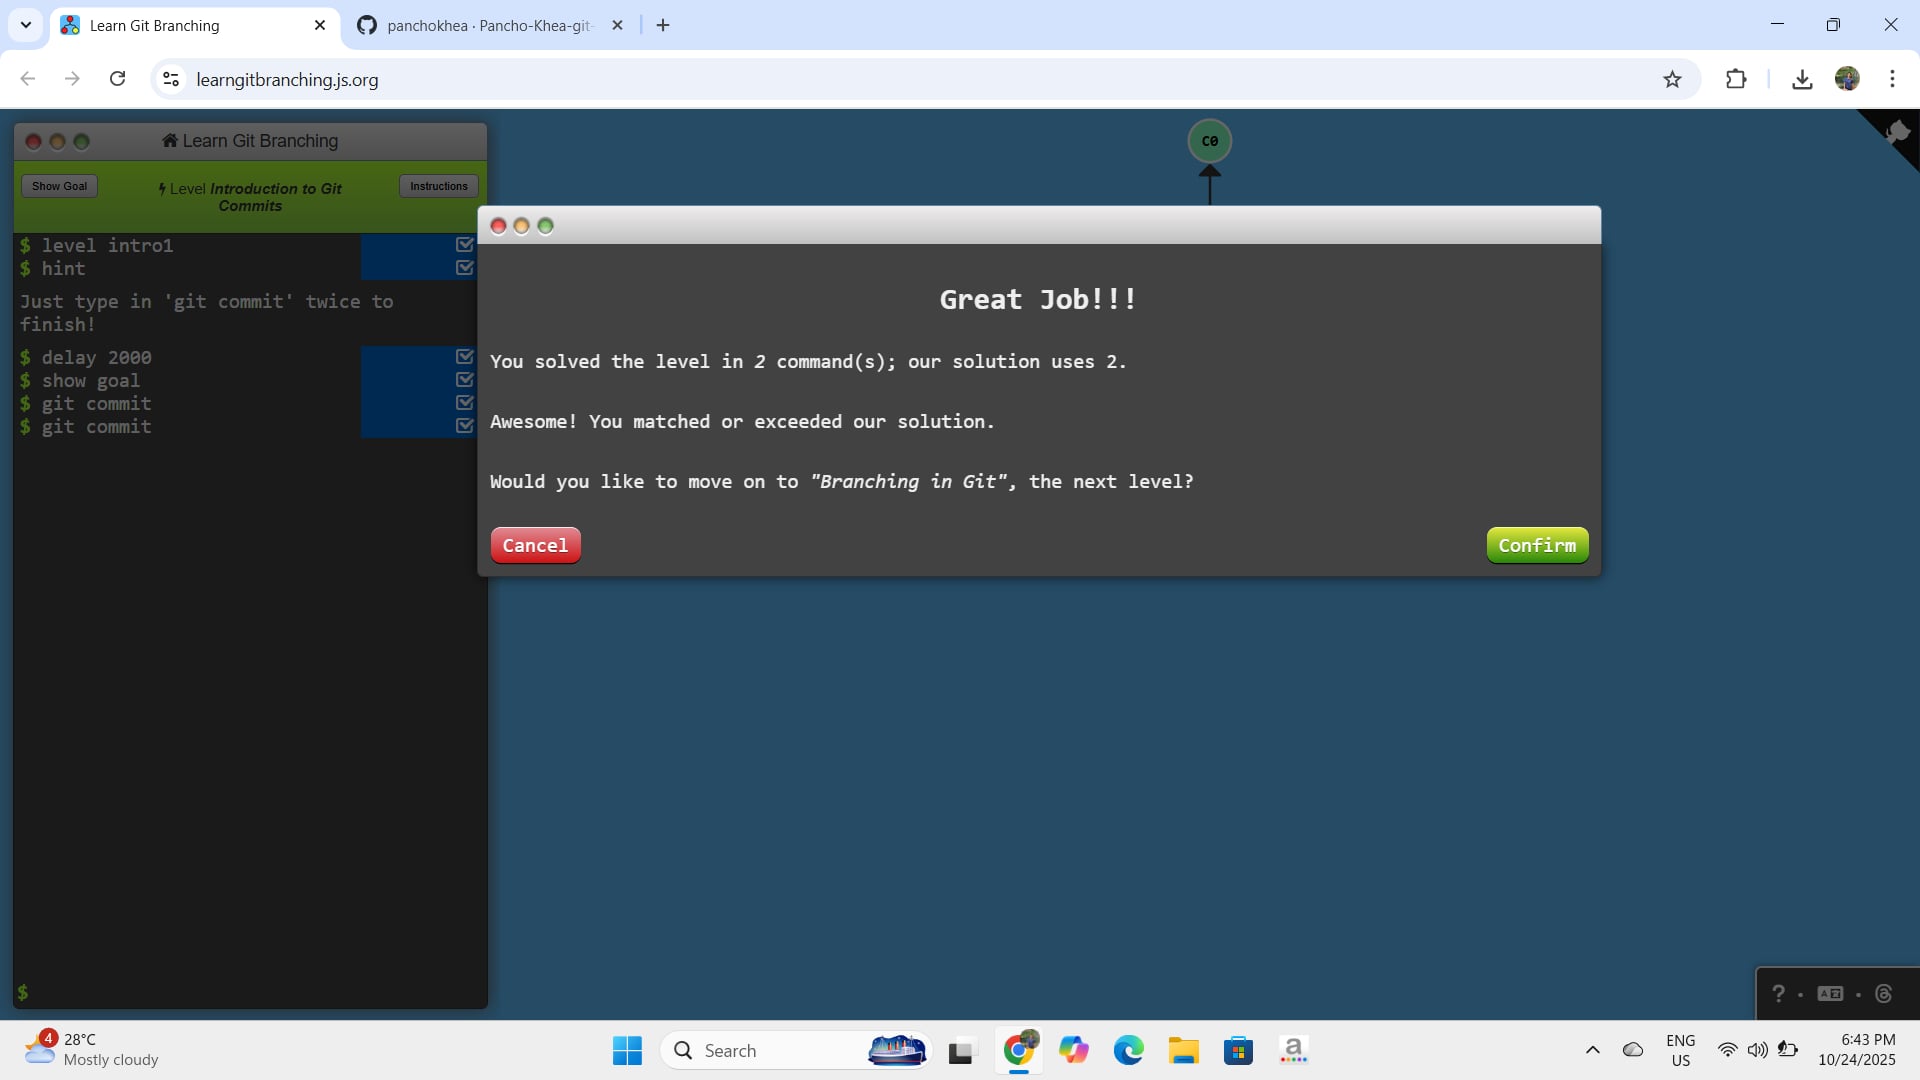 Learn Git Branching
panchokhea · Pancho-Khea-git-
learngitbranching.js.org
Learn Git Branching
Show Goal
Level Introduction to Git
Commits
Instructions
$ level intro1
$ hint
Just type in 'git commit' twice to
finish!
$ delay 2000
$ show goal
$ git commit
$ git commit
$
C0
Great Job!!!
You solved the level in 2 command(s); our solution uses 2.
Awesome! You matched or exceeded our solution.
Would you like to move on to "Branching in Git", the next level?
Cancel
Confirm
?
4
28°C
Mostly cloudy
Search
a
ENG
US
6:43 PM
10/24/2025